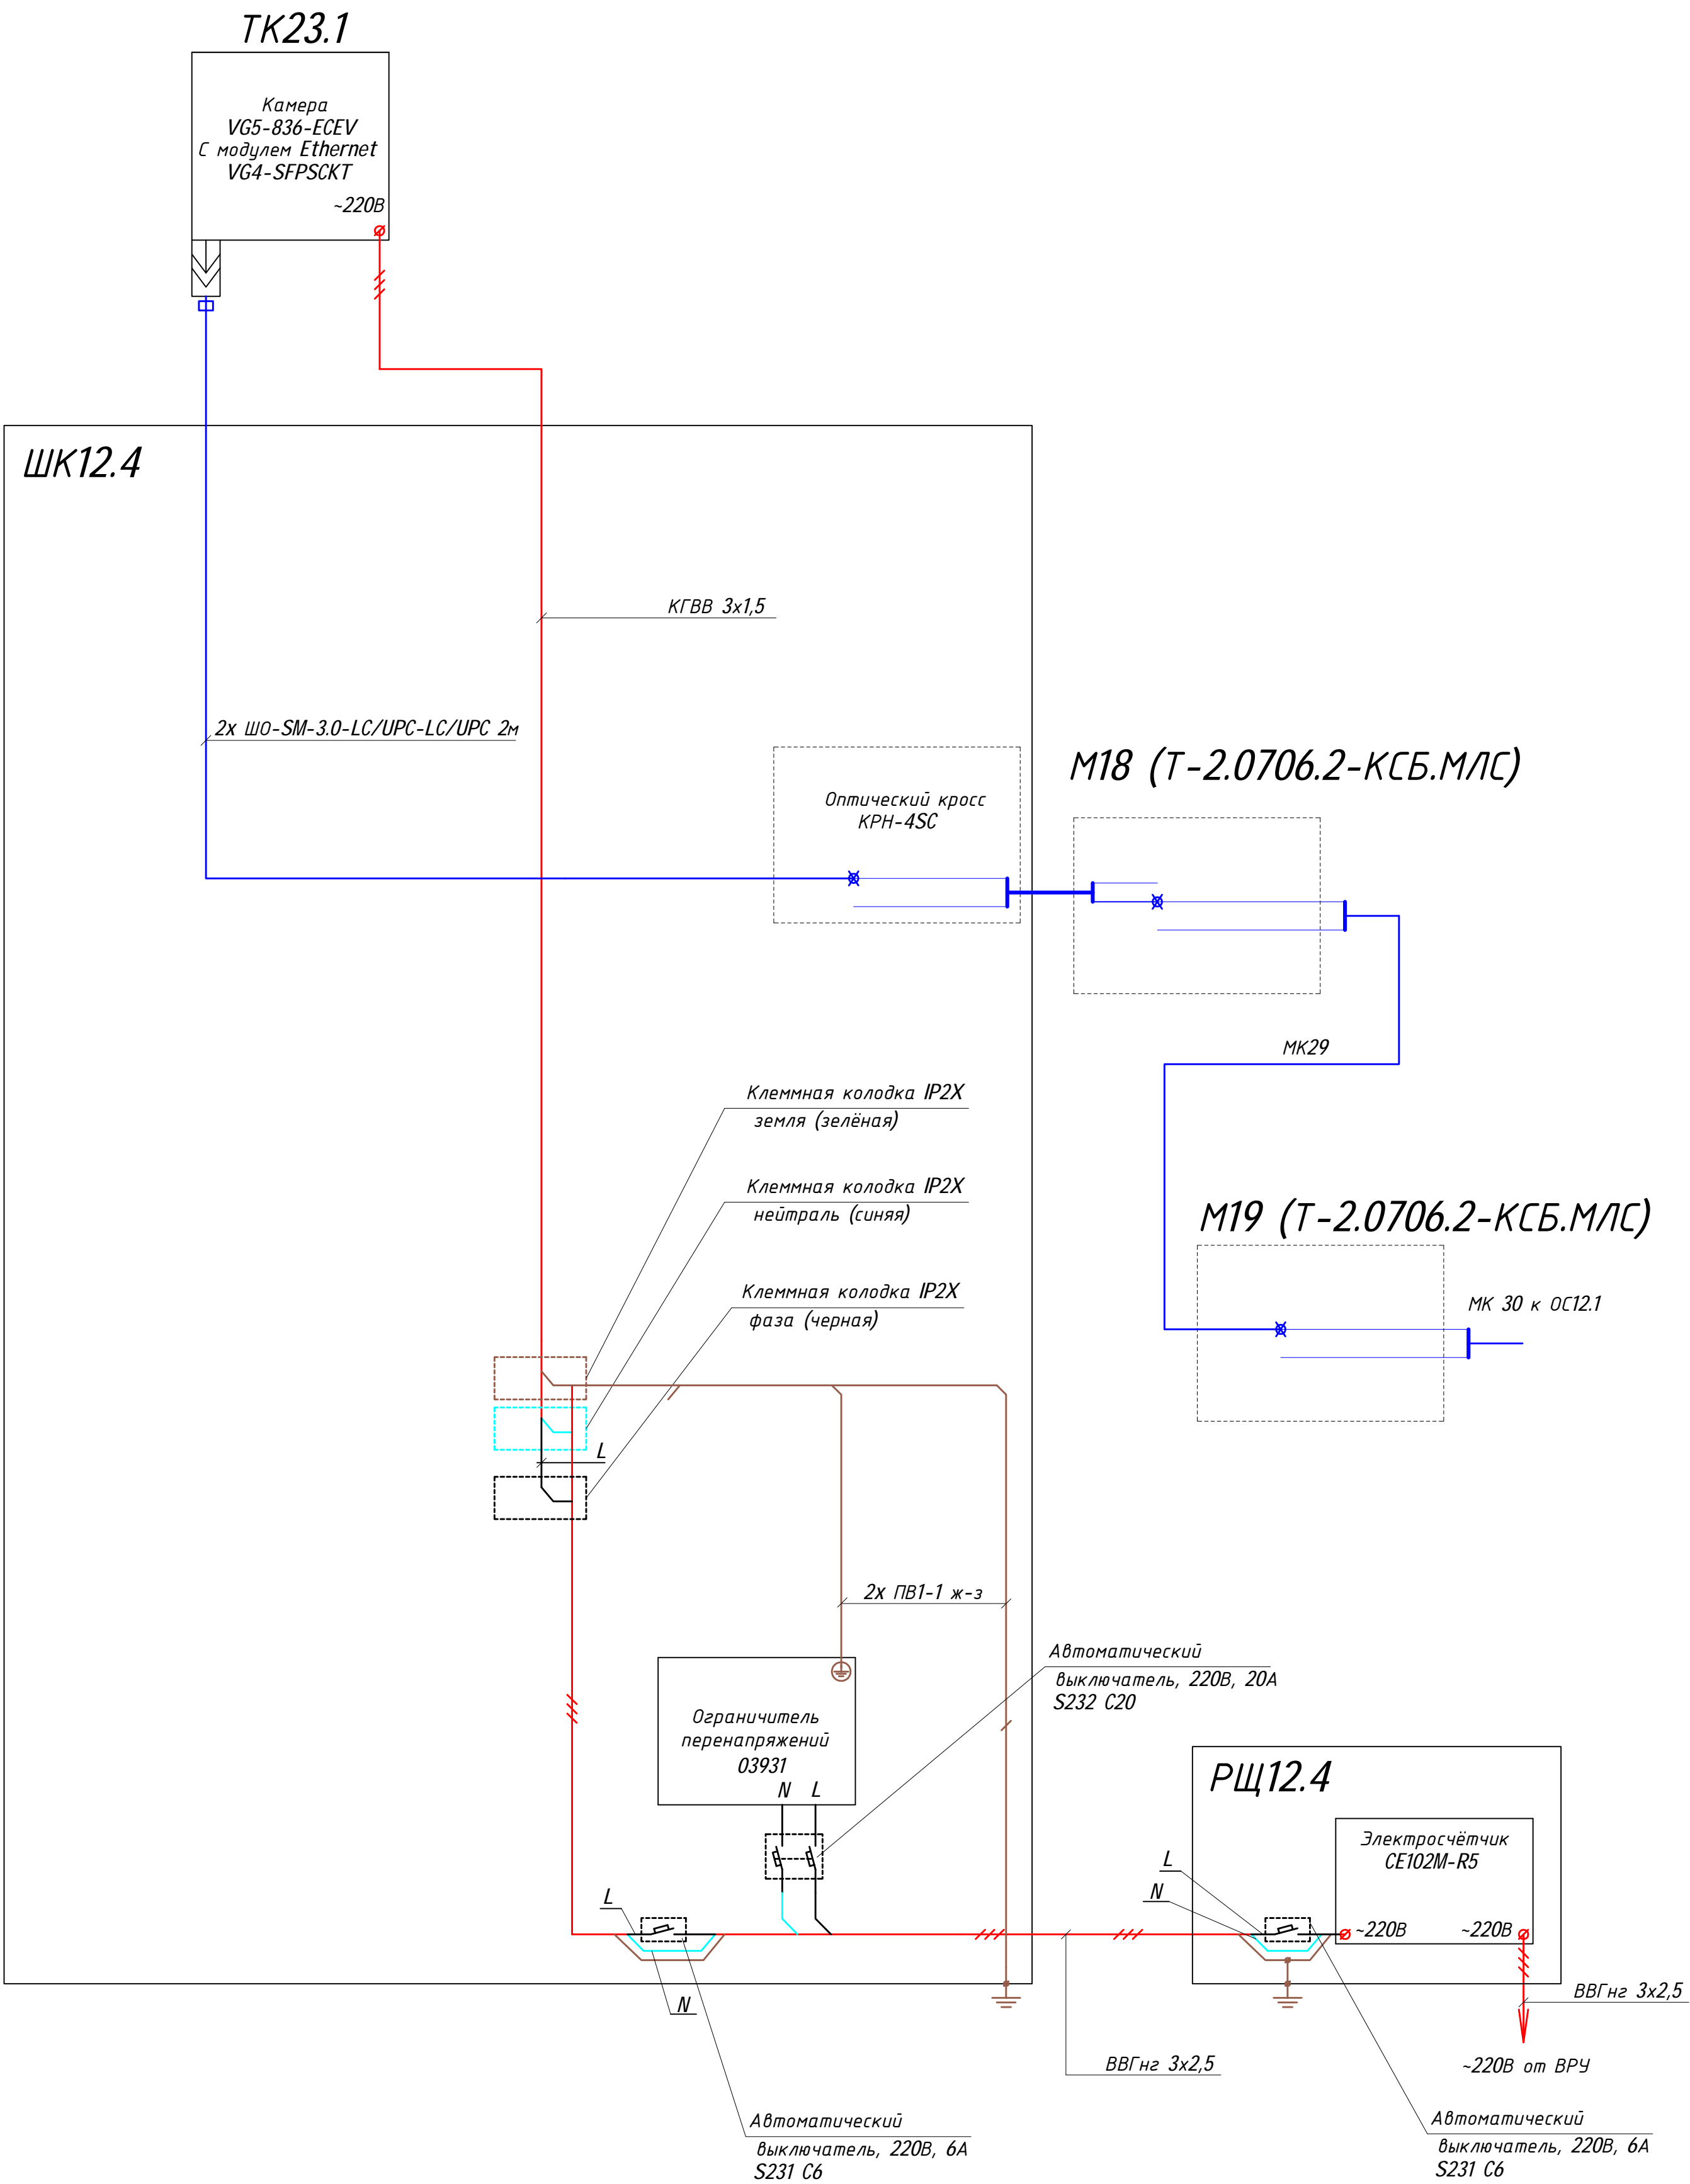 ТК23.1
Камера
VG5-836-ECEV
С модулем Ethernet
VG4-SFPSCKT
~220В
ШК12.4
КГВВ 3х1,5
2х ШО-SM-3.0-LC/UPC-LC/UPC 2м
Оптический кросс
КРН-4SC
М18 (Т-2.0706.2-КСБ.МЛС)
МК29
Клеммная колодка IP2X
земля (зелёная)
Клеммная колодка IP2X
нейтраль (синяя)
М19 (Т-2.0706.2-КСБ.МЛС)
Клеммная колодка IP2X
фаза (черная)
МК 30 к ОС12.1
L
2х ПВ1-1 ж-з
Автоматический
выключатель, 220В, 20А
S232 C20
Ограничитель
перенапряжений
03931
N L
РЩ12.4
Электросчётчик
СЕ102М-R5
~220В ~220В
L
N
L
N
ВВГнг 3х2,5
ВВГнг 3х2,5
~220В от ВРУ
Автоматический
выключатель, 220В, 6А
S231 C6
Автоматический
выключатель, 220В, 6А
S231 C6